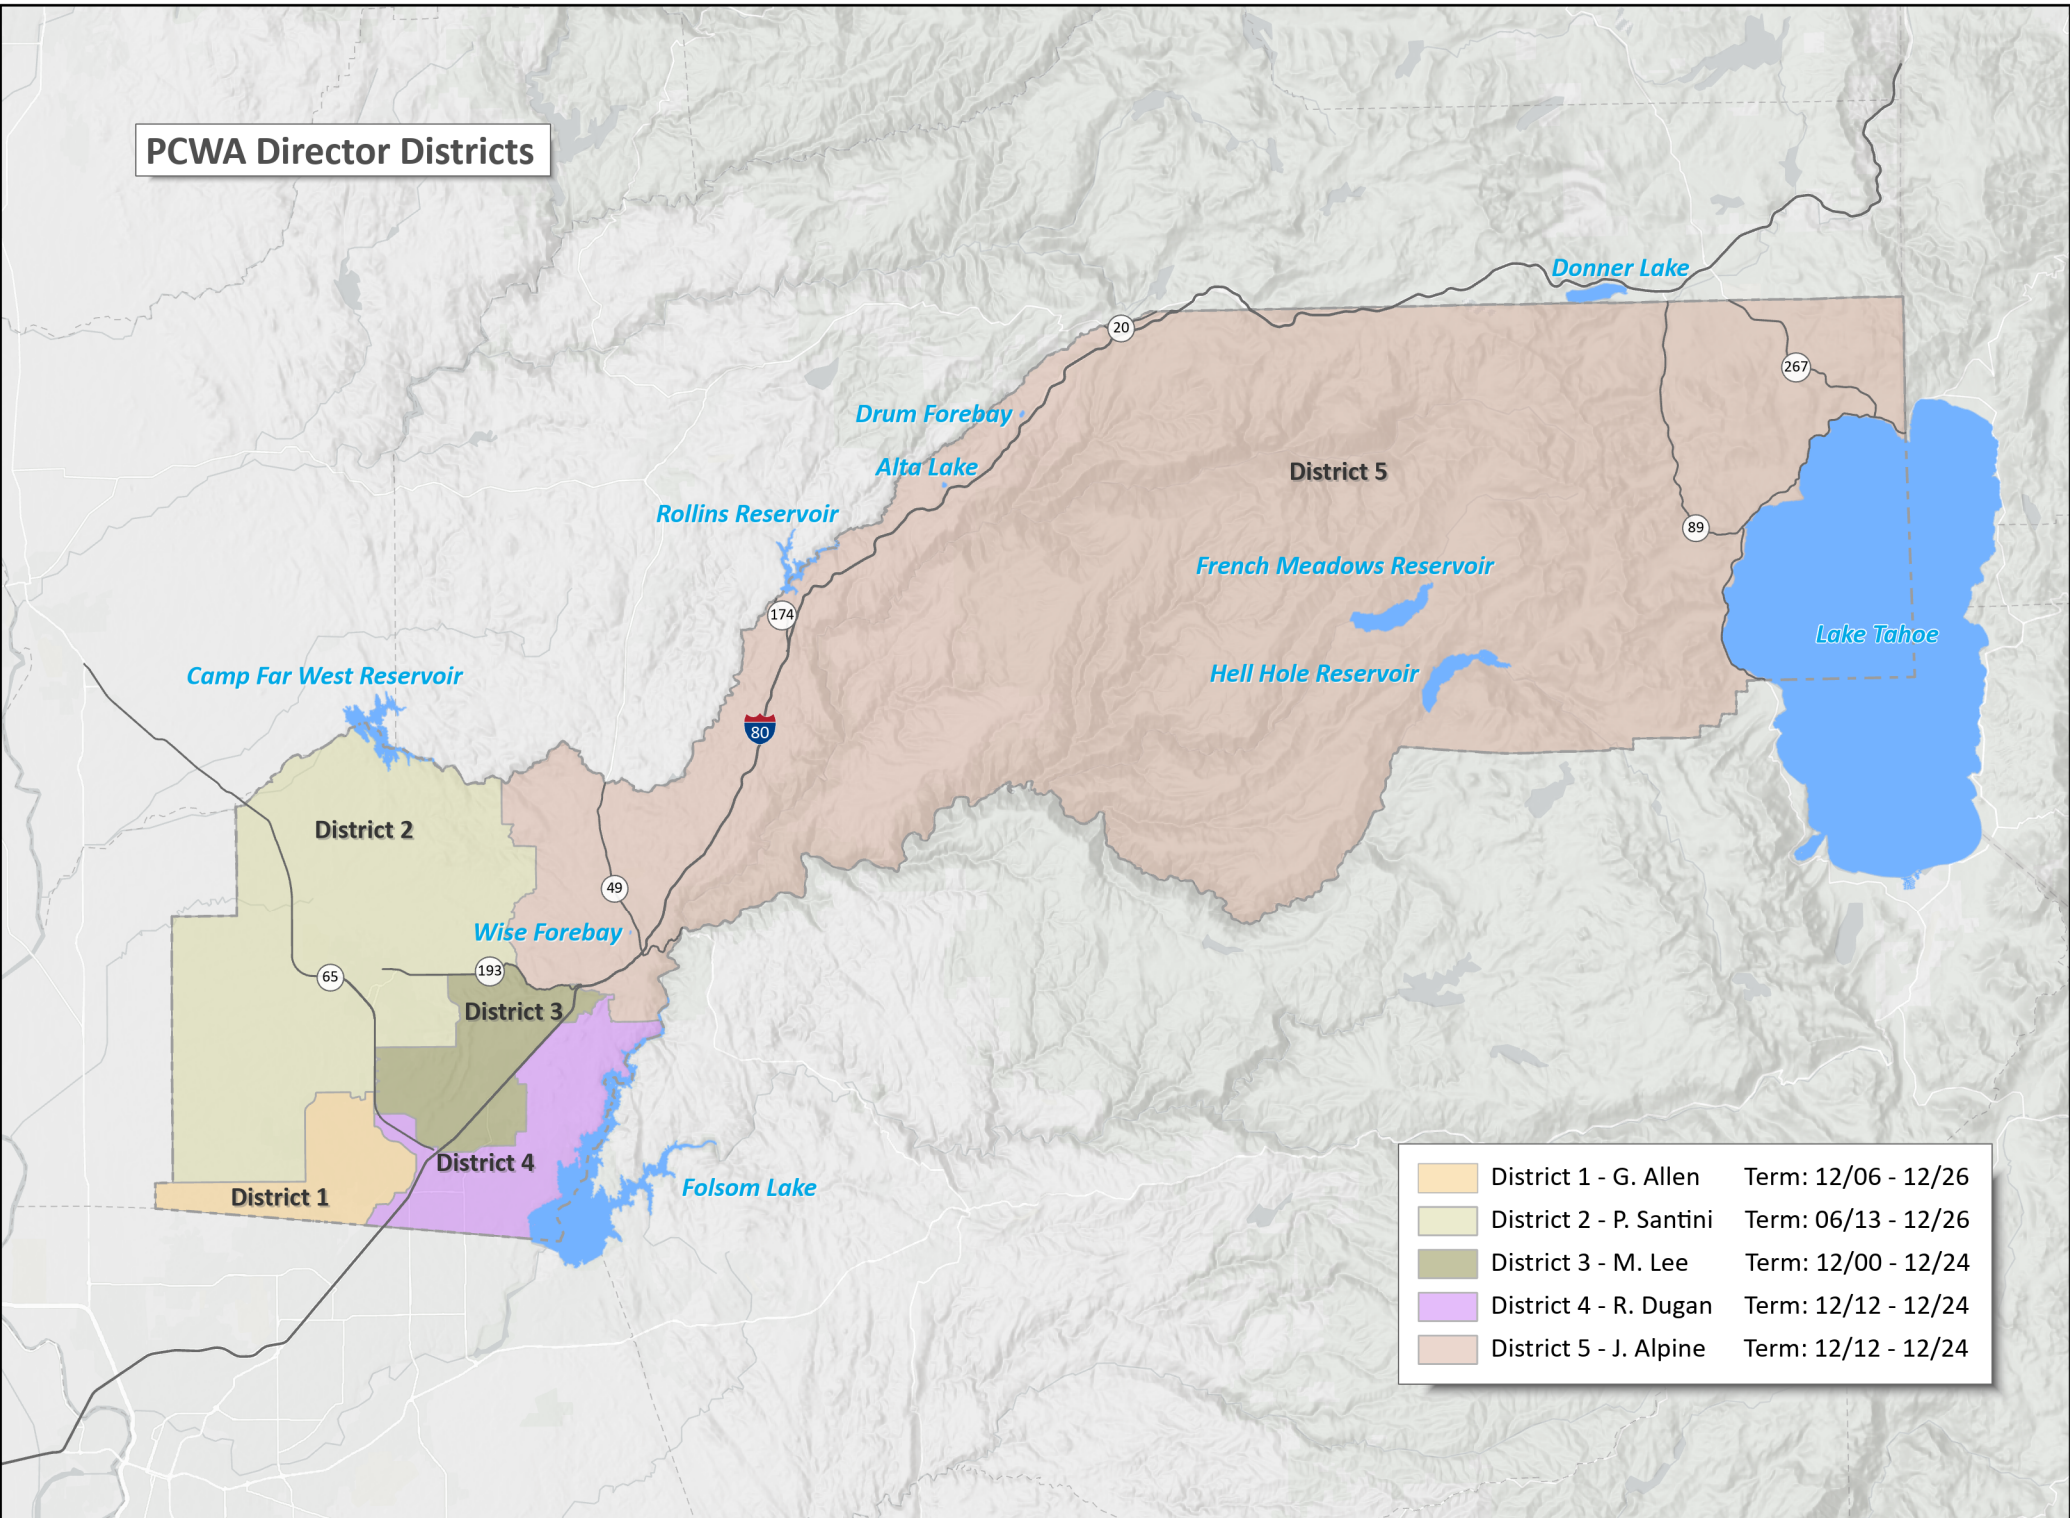 PCWA Director Districts
Donner Lake
20
267
Drum Forebay
Alta Lake
District 5
Rollins Reservoir
89
French Meadows Reservoir
174
Lake Tahoe
Camp Far West Reservoir
Hell Hole Reservoir
80
District 2
49
Wise Forebay
65
193
District 3
District 4
District 1
Folsom Lake
District 1 - G. Allen Term: 12/06 - 12/26
District 2 - P. Santini Term: 06/13 - 12/26
District 3 - M. Lee Term: 12/00 - 12/24
District 4 - R. Dugan Term: 12/12 - 12/24
District 5 - J. Alpine Term: 12/12 - 12/24